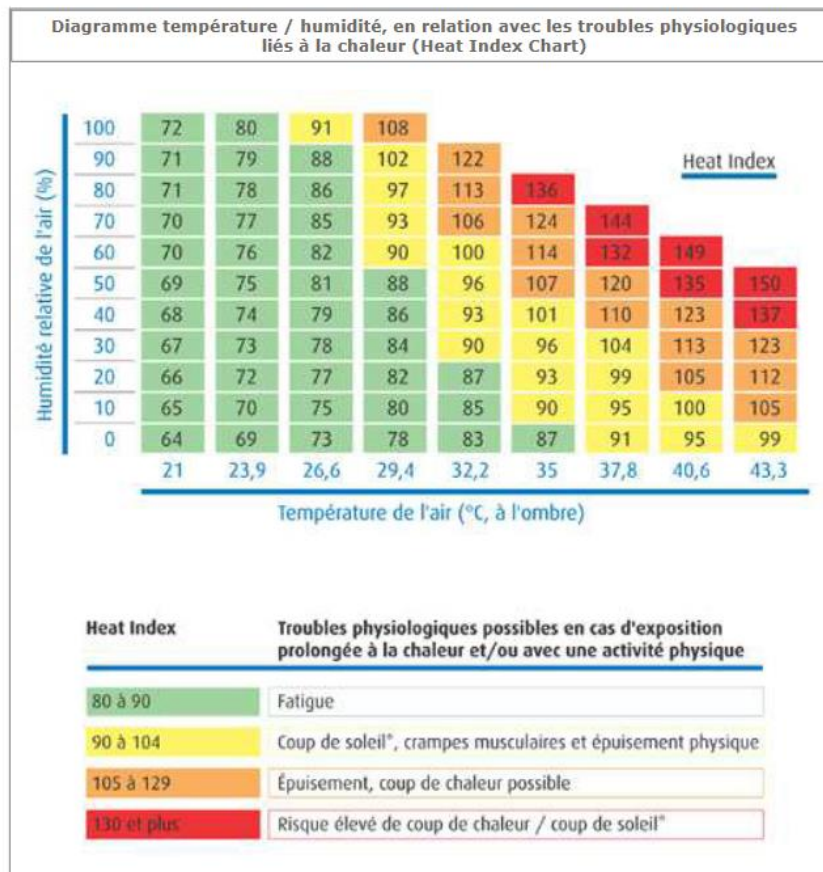 Diagramme température / humidité, en relation avec les troubles physiologiques
liés à la chaleur (Heat Index Chart)
Humidité relative de l'air (%)
Heat Index
100 72 80 91 108
90 71 79 88 102 122
80 71 78 86 97 113 136
70 70 77 85 93 106 124 144
60 70 76 82 90 100 114 132 149
50 69 75 81 88 96 107 120 135 150
40 68 74 79 86 93 101 110 123 137
30 67 73 78 84 90 96 104 113 123
20 66 72 77 82 87 93 99 105 112
10 65 70 75 80 85 90 95 100 105
0 64 69 73 78 83 87 91 95 99
21 23,9 26,6 29,4 32,2 35 37,8 40,6 43,3
Température de l'air (°C, à l'ombre)
Heat Index Troubles physiologiques possibles en cas d'exposition
prolongée à la chaleur et/ou avec une activité physique
80 à 90 Fatigue
90 à 104 Coup de soleil*, crampes musculaires et épuisement physique
105 à 129 Épuisement, coup de chaleur possible
130 et plus Risque élevé de coup de chaleur / coup de soleil*